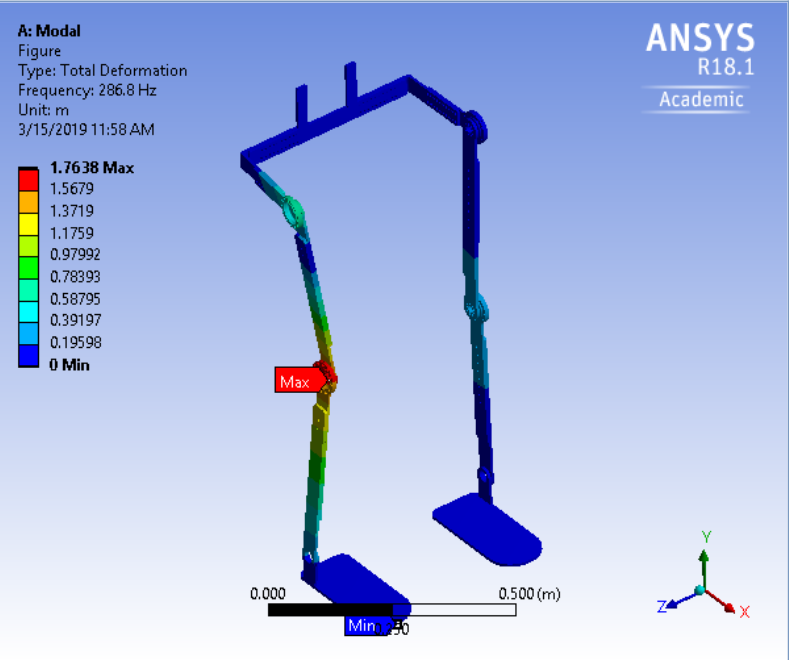 A: Modal
Figure
Type: Total Deformation
Frequency: 286.8 Hz
Unit: m
3/15/2019 11:58 AM
ANSYS
R18.1
Academic
1.7638 Max
1.5679
1.3719
1.1759
0.97992
0.78393
0.58795
0.39197
0.19598
0 Min
Max
0.000
0.500 (m)
Min
Y
Z
X